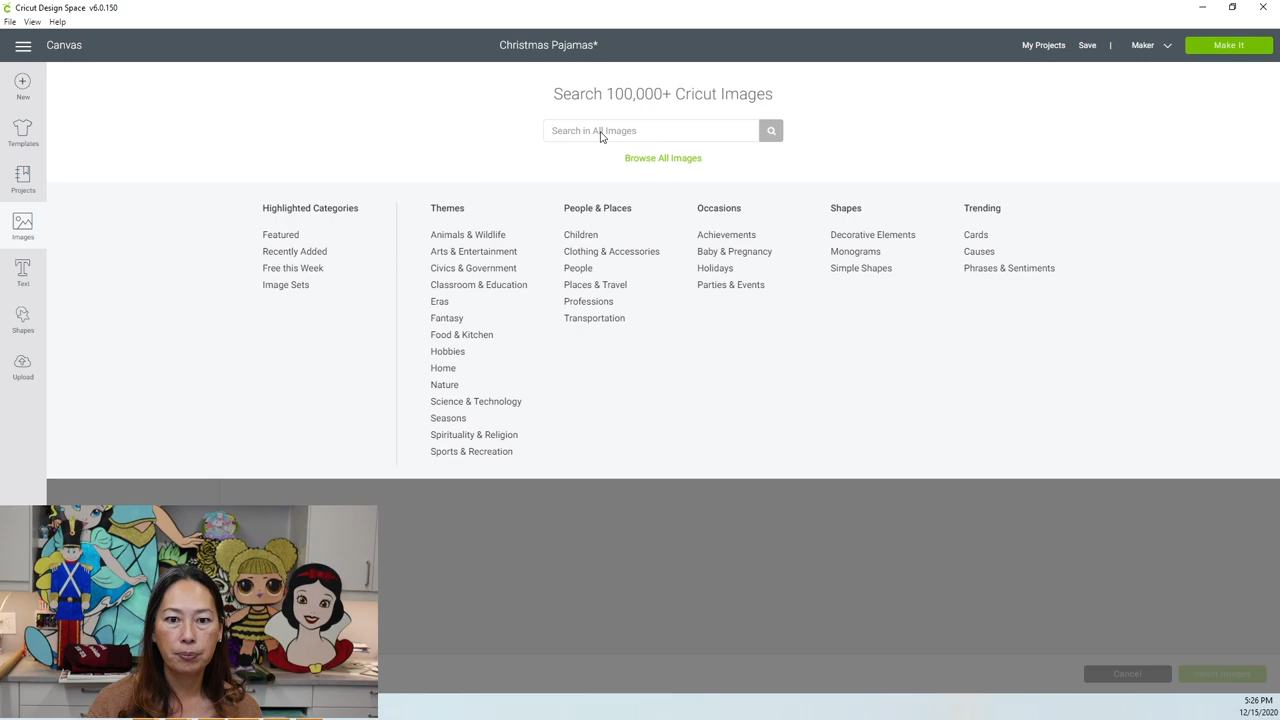 Cricut Design Space v6.0.150
File View Help
Canvas
Christmas Pajamas*
My Projects Save | Maker
Make It
New
Templates
Projects
Images
Text
Shapes
Upload
Search 100,000+ Cricut Images
Search in All Images
Browse All Images
Highlighted Categories
Featured
Recently Added
Free this Week
Image Sets
Themes
Animals & Wildlife
Arts & Entertainment
Civics & Government
Classroom & Education
Eras
Fantasy
Food & Kitchen
Hobbies
Home
Nature
Science & Technology
Seasons
Spirituality & Religion
Sports & Recreation
People & Places
Children
Clothing & Accessories
People
Places & Travel
Professions
Transportation
Occasions
Achievements
Baby & Pregnancy
Holidays
Parties & Events
Shapes
Decorative Elements
Monograms
Simple Shapes
Trending
Cards
Causes
Phrases & Sentiments
Cancel
Insert Images
5:26 PM
12/15/2020